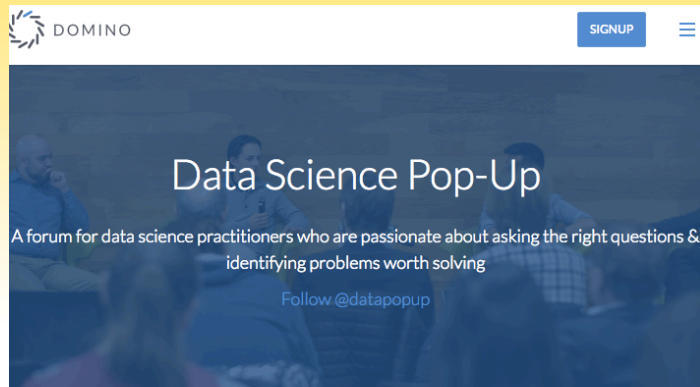 DOMINO
SIGNUP
Data Science Pop-Up
A forum for data science practitioners who are passionate about asking the right questions &
identifying problems worth solving
Follow @datapopup